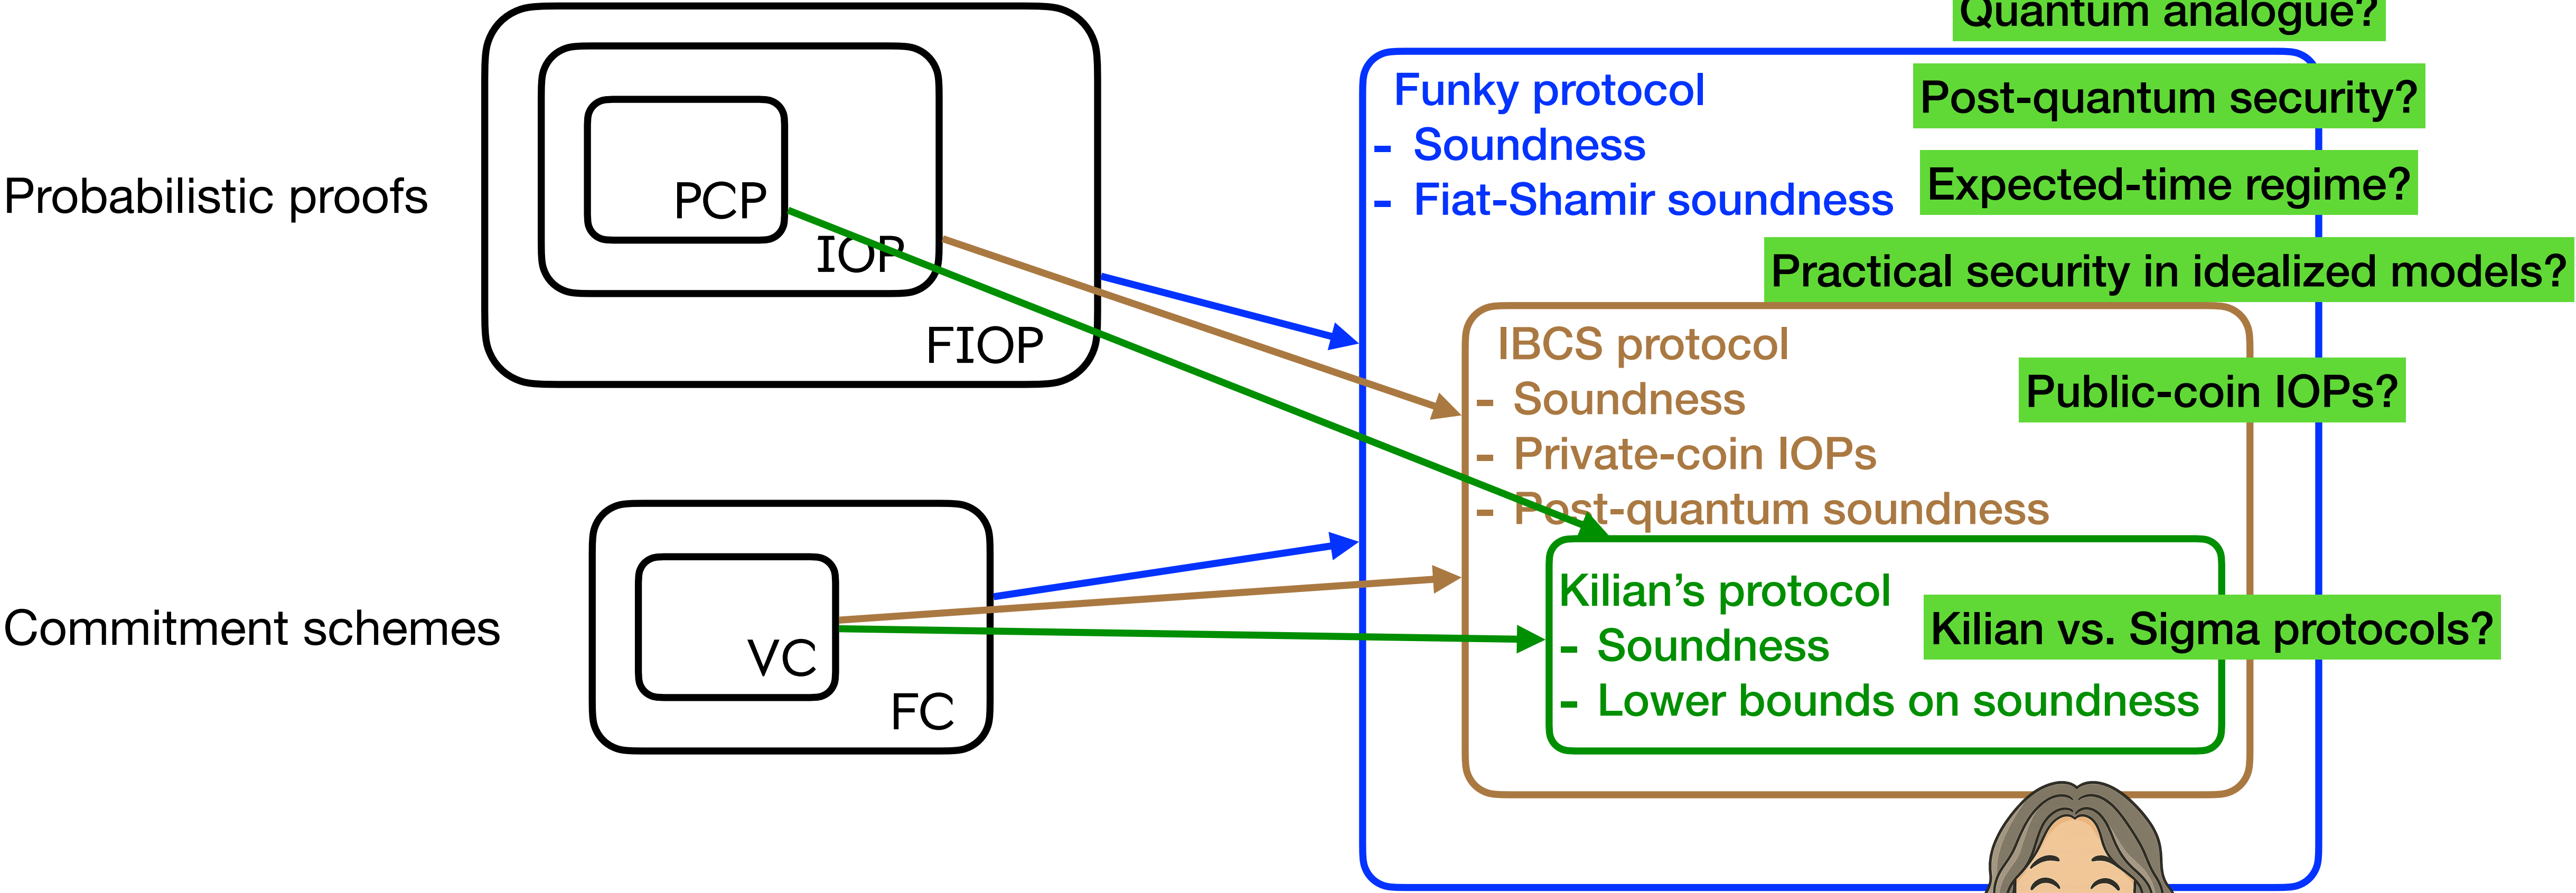 Probabilistic proofs
PCP
IOP
FIOP
Commitment schemes
VC
FC
Quantum analogue?
Funky protocol
- Soundness
- Fiat-Shamir soundness
Post-quantum security?
Expected-time regime?
Practical security in idealized models?
IBCS protocol
- Soundness
- Private-coin IOPs
- Post-quantum soundness
Public-coin IOPs?
Kilian’s protocol
- Soundness
- Lower bounds on soundness
Kilian vs. Sigma protocols?